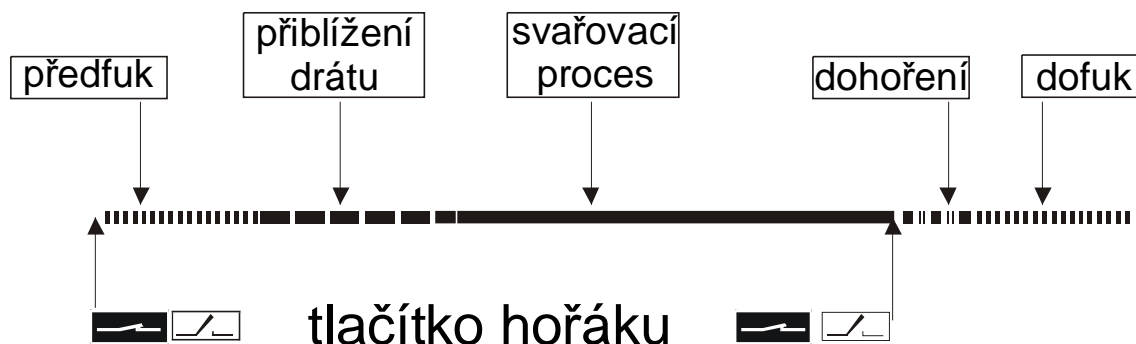 předfuk
přiblížení
drátu
svařovací
proces
dohoření
dofuk
tlačítko hořáku